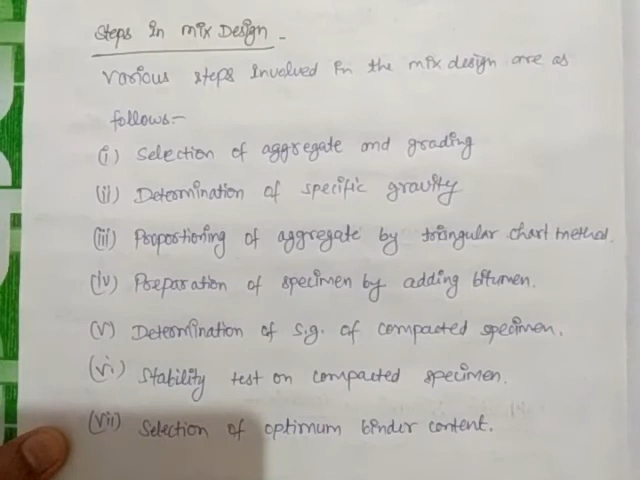 Steps In Mix Design -
Various steps Involved in the mix design are as
follows:-
(i) Selection of aggregate and grading
(ii) Determination of specific gravity
(iii) Proportioning of aggregate by triangular chart method.
(iv) Preparation of specimen by adding bitumen.
(v) Determination of s.g. of compacted specimen.
(vi) Stability test on compacted specimen.
(vii) Selection of optimum binder content.